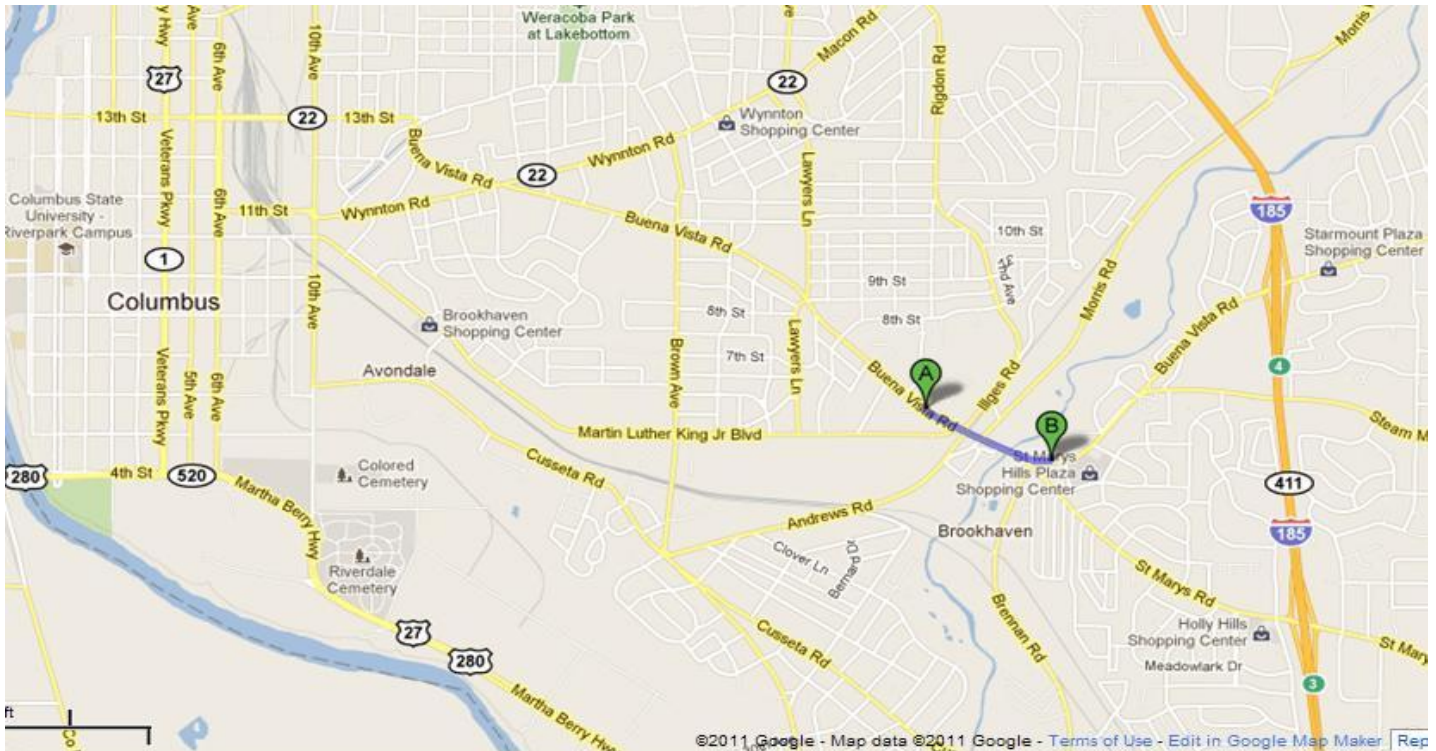 Weracoba Park
at Lakebottom
Hwy
Ave
6th Ave
10th Ave
Macon Rd
Morris
27
22
Rigdon Rd
13th St
22
13th St
Wynnton
Shopping Center
Veterans Pkwy
Buena Vista Rd
Wynnton Rd
22
Lawyers Ln
Columbus State
University -
Riverpark Campus
6th Ave
11th St
Wynnton Rd
185
Buena Vista Rd
10th St
Starmount Plaza
Shopping Center
1
Morris Rd
9th St
10th Ave
Columbus
Brookhaven
Shopping Center
8th St
8th St
Buena Vista Rd
7th St
Lawyers Ln
Brown Ave
Avondale
Veterans Pkwy
5th Ave
6th Ave
A
Buena Vista Rd
Illges Rd
4
B
Martin Luther King Jr Blvd
Steam M
Cusseta Rd
St Marys
Hills Plaza
Shopping Center
280
4th St
520
Colored
Cemetery
411
Martha Berry Hwy
Andrews Rd
Brookhaven
185
Clover Ln
Bernard Dr
Riverdale
Cemetery
St Marys Rd
Brennan Rd
27
Cusseta Rd
Holly Hills
Shopping Center
St Mary
280
Meadowlark Dr
3
Martha Berry Hwy
ft
©2011 Google - Map data ©2011 Google - Terms of Use - Edit in Google Map Maker
Rep